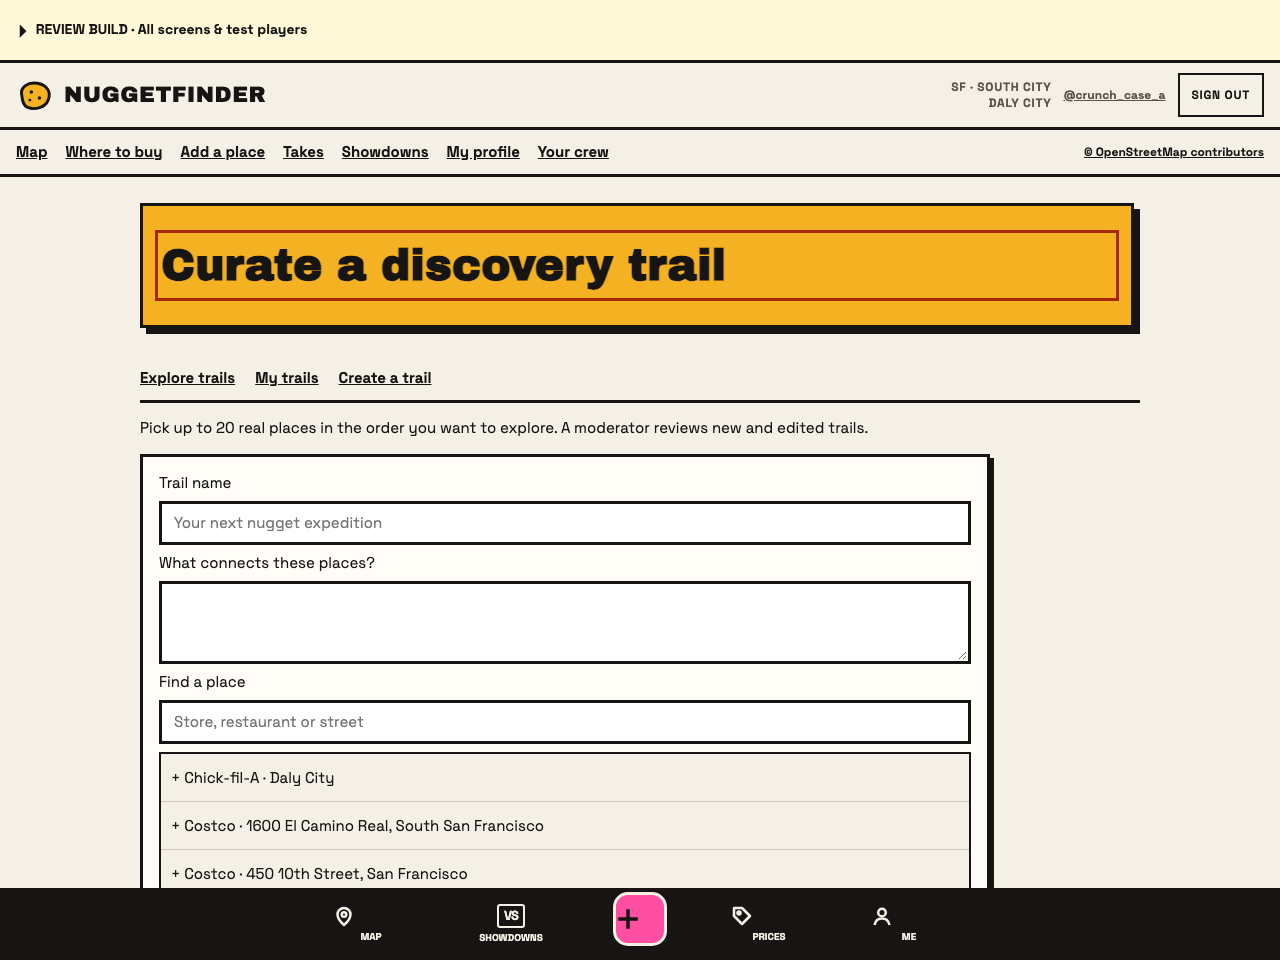 REVIEW BUILD · All screens & test players
NUGGETFINDER
SF · SOUTH CITY
DALY CITY
@crunch_case_a
SIGN OUT
Map Where to buy Add a place Takes Showdowns My profile Your crew
© OpenStreetMap contributors
Curate a discovery trail
Explore trails My trails Create a trail
Pick up to 20 real places in the order you want to explore. A moderator reviews new and edited trails.
Trail name
Your next nugget expedition
What connects these places?
Find a place
Store, restaurant or street
+ Chick-fil-A · Daly City
+ Costco · 1600 El Camino Real, South San Francisco
+ Costco · 450 10th Street, San Francisco
MAP
VS
SHOWDOWNS
+
PRICES
ME